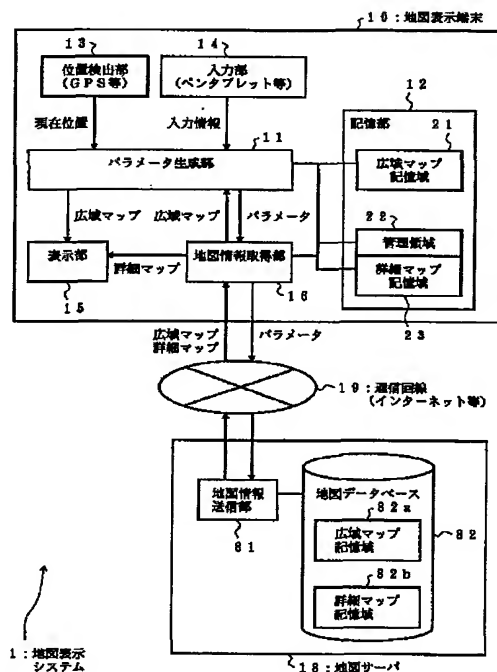 10:地図表示端末
13
14
位置検出部
(GPS等)
入力部
(ペンタブレット等)
12
現在位置
入力情報
11
記憶部
21
パラメータ生成部
広域マップ
記憶域
広域マップ
広域マップ
パラメータ
22
表示部
詳細マップ
地図情報取得部
管理領域
詳細マップ
記憶域
15
16
23
広域マップ
詳細マップ
パラメータ
19:通信回線
(インターネット等)
地図情報
送信部
地図データベース
82a
81
広域マップ
記憶域
82
82b
詳細マップ
記憶域
1:地図表示
システム
18:地図サーバ